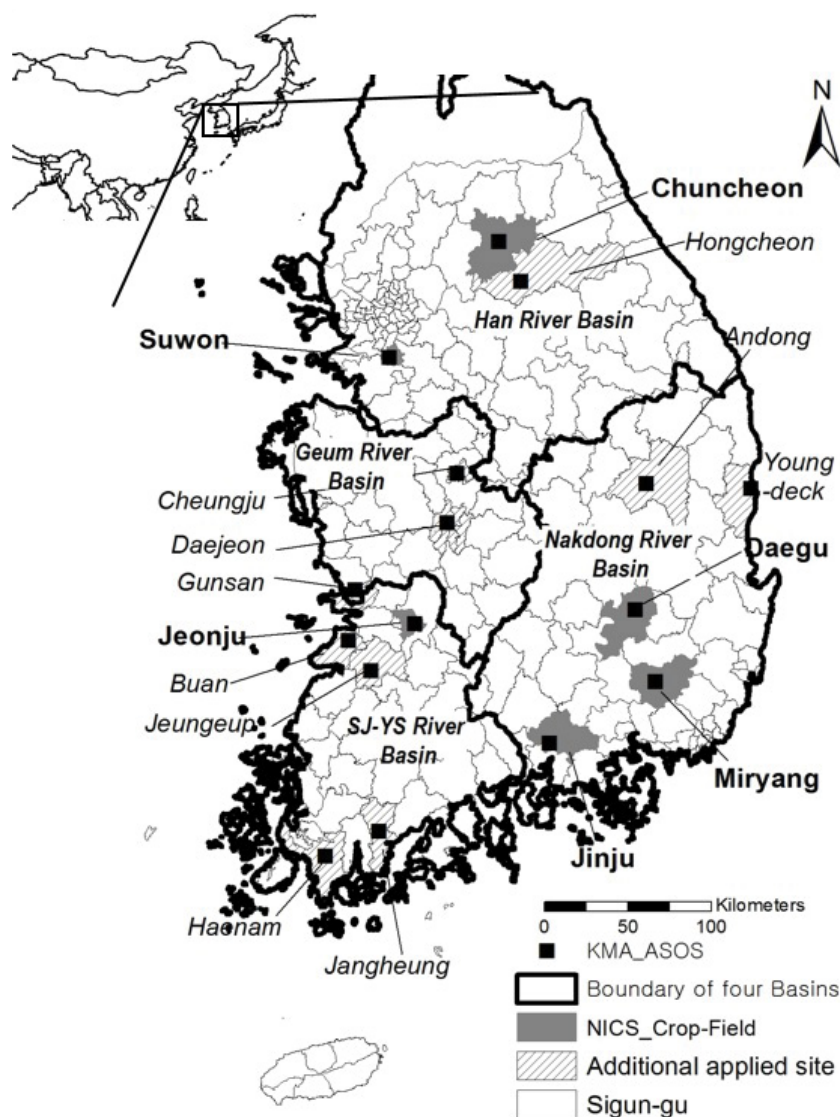 N
Chuncheon
Hongcheon
Han River Basin
Andong
Suwon
Geum River
Basin
Young
-deck
Cheungju
Daejeon
Nakdong River
Basin
Daegu
Gunsan
Jeonju
Buan
Jeungeup
SJ-YS River
Basin
Miryang
Jinju
Haenam
Jangheung
Kilometers
0 25 50 100
KMA_ASOS
Boundary of four Basins
NICS_Crop-Field
Additional applied site
Sigun-gu